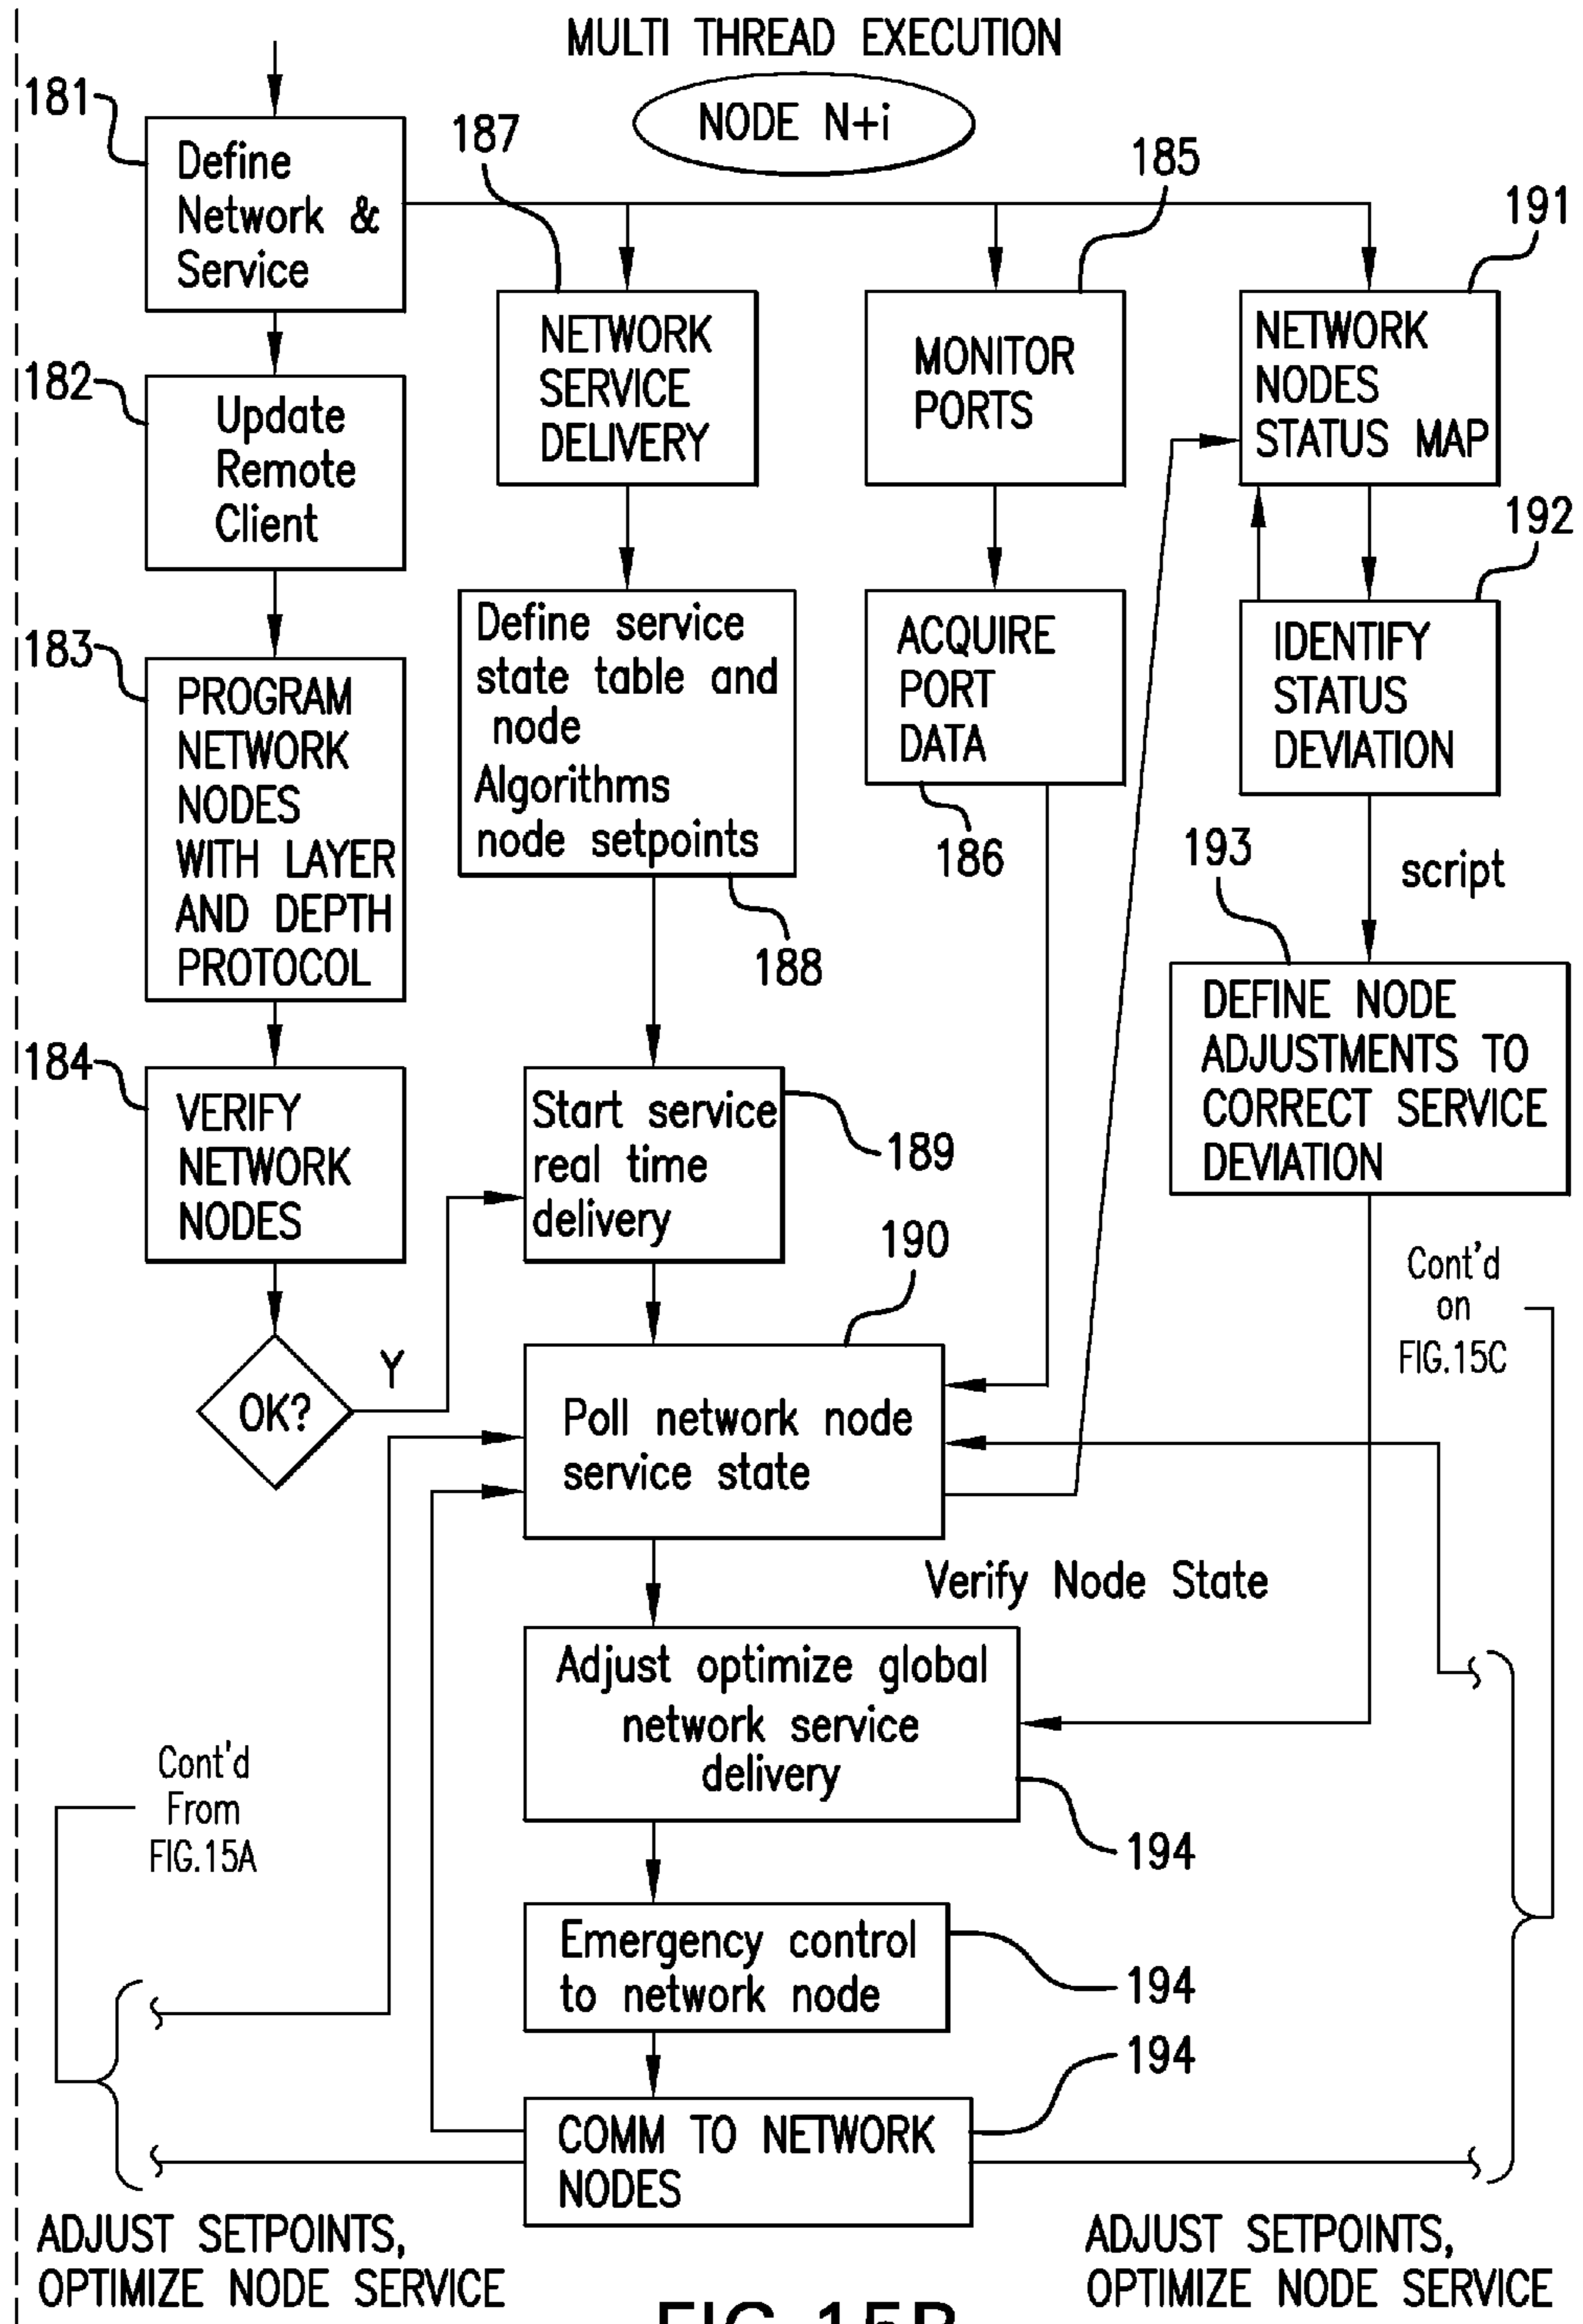 MULTI THREAD EXECUTION
NODE N+i
181
Define
Network &
Service
187
185
191
182
Update
Remote
Client
NETWORK
SERVICE
DELIVERY
MONITOR
PORTS
NETWORK
NODES
STATUS MAP
192
183
PROGRAM
NETWORK
NODES
WITH LAYER
AND DEPTH
PROTOCOL
Define service
state table and
node
Algorithms
node setpoints
188
ACQUIRE
PORT
DATA
186
IDENTIFY
STATUS
DEVIATION
script
193
DEFINE NODE
ADJUSTMENTS TO
CORRECT SERVICE
DEVIATION
184
VERIFY
NETWORK
NODES
Start service
real time
delivery
189
190
OK?
Y
Poll network node
service state
Cont'd
on
FIG.15C
Verify Node State
Adjust optimize global
network service
delivery
194
Cont'd
From
FIG.15A
Emergency control
to network node
194
194
COMM TO NETWORK
NODES
ADJUST SETPOINTS,
OPTIMIZE NODE SERVICE
ADJUST SETPOINTS,
OPTIMIZE NODE SERVICE
FIG.15B